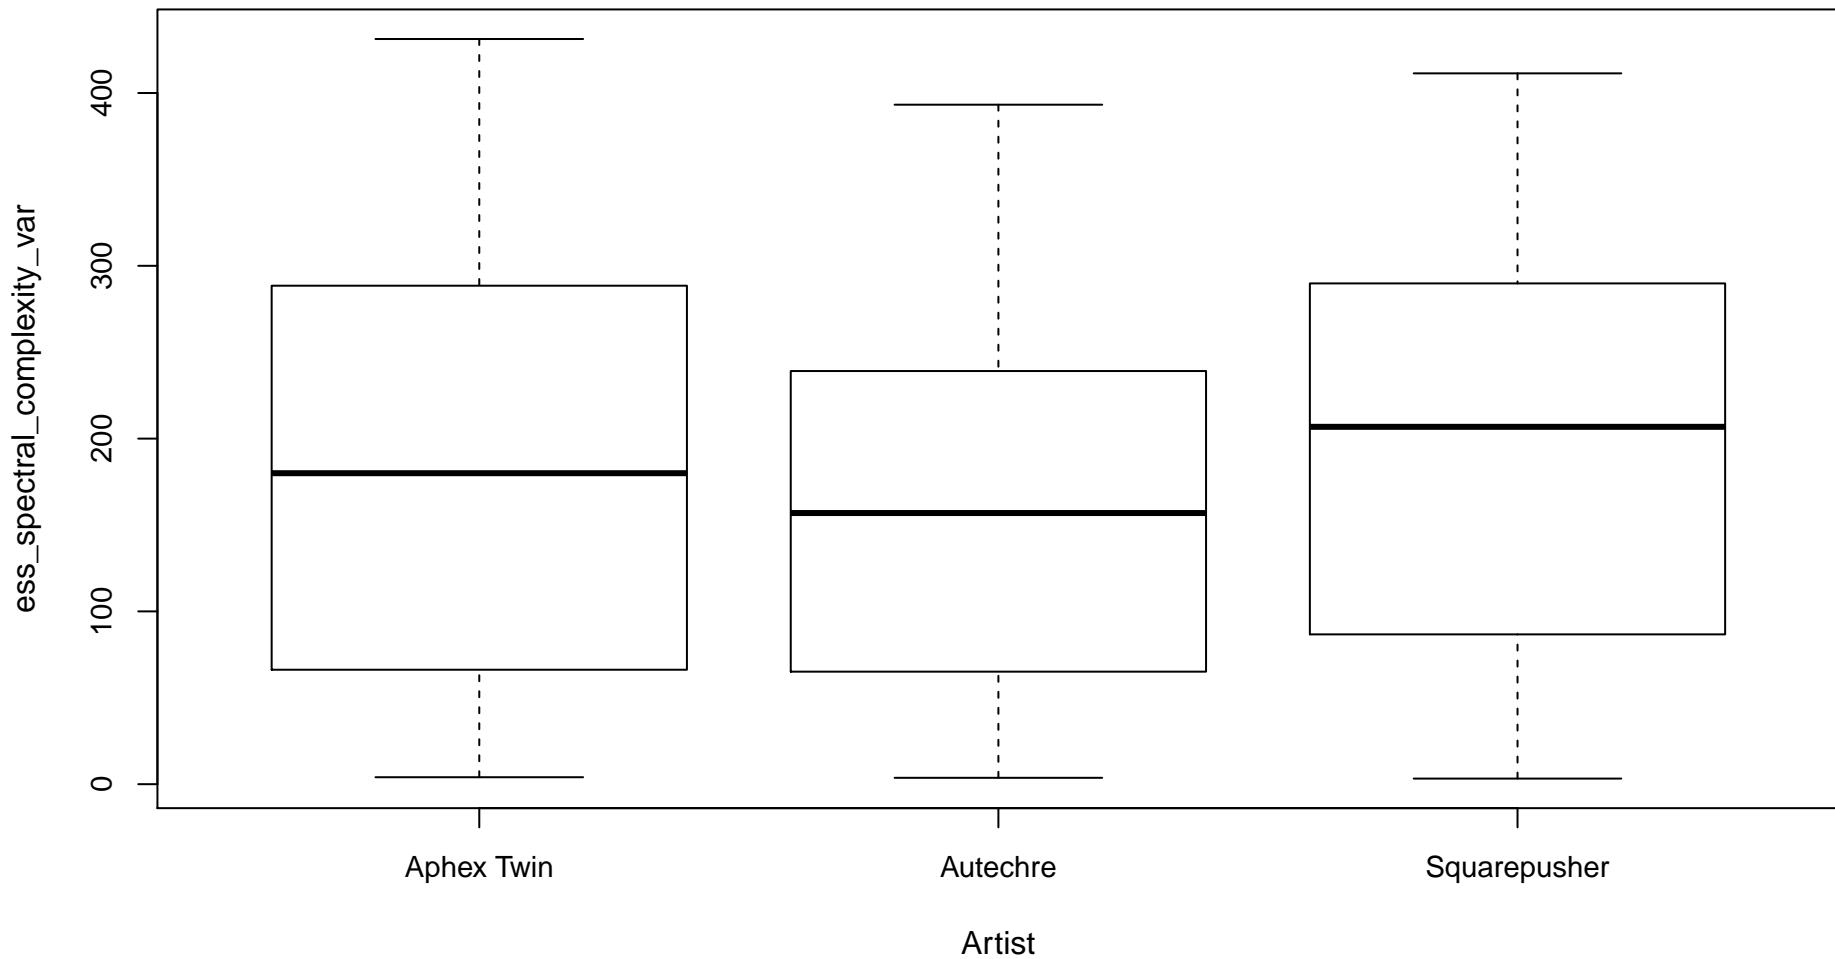 ess_spectral_complexity_var
400
300
200
100
0
Aphex Twin Autechre Squarepusher
Artist